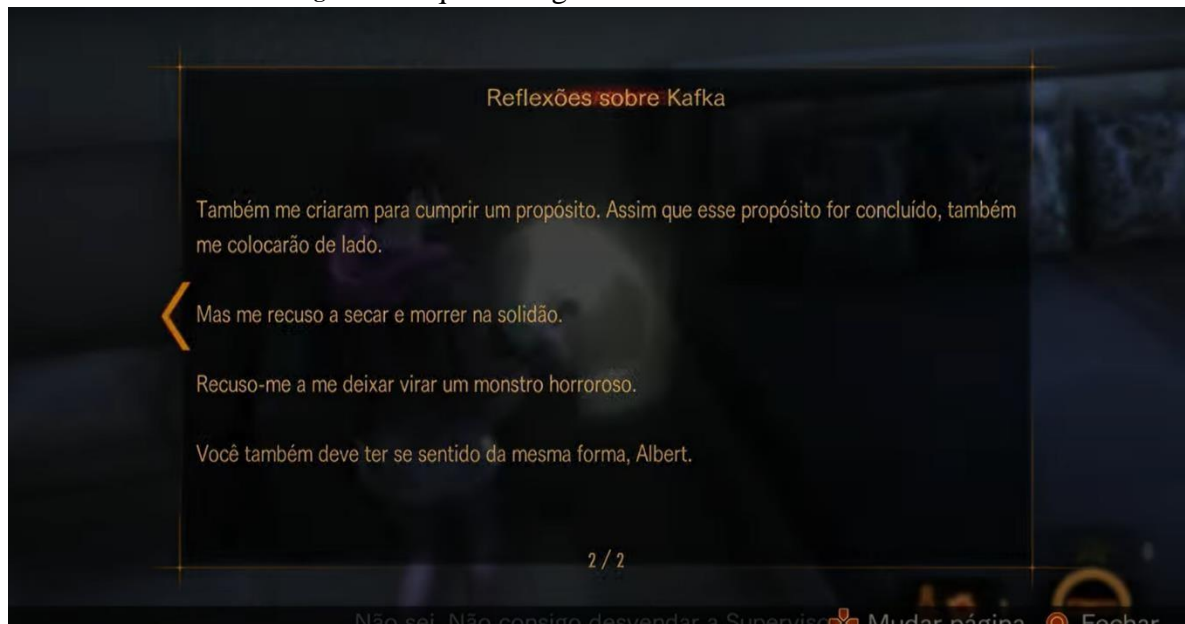 Reflexões sobre Kafka
Também me criaram para cumprir um propósito. Assim que esse propósito for concluído, também
me colocarão de lado.
Mas me recuso a secar e morrer na solidão.
Recuso-me a me deixar virar um monstro horroroso.
Você também deve ter se sentido da mesma forma, Albert.
2 / 2
Não sei. Não consigo desvendar a Superviso
Mudar página
Fechar